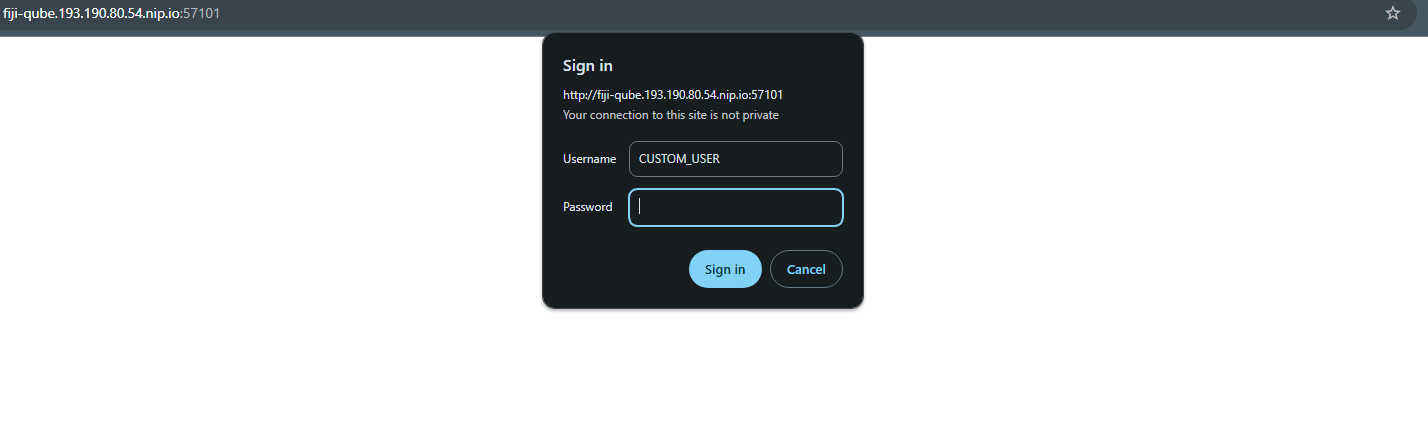 fiji-qube.193.190.80.54.nip.io:57101
Sign in
http://fiji-qube.193.190.80.54.nip.io:57101
Your connection to this site is not private
Username CUSTOM_USER
Password
Sign in Cancel